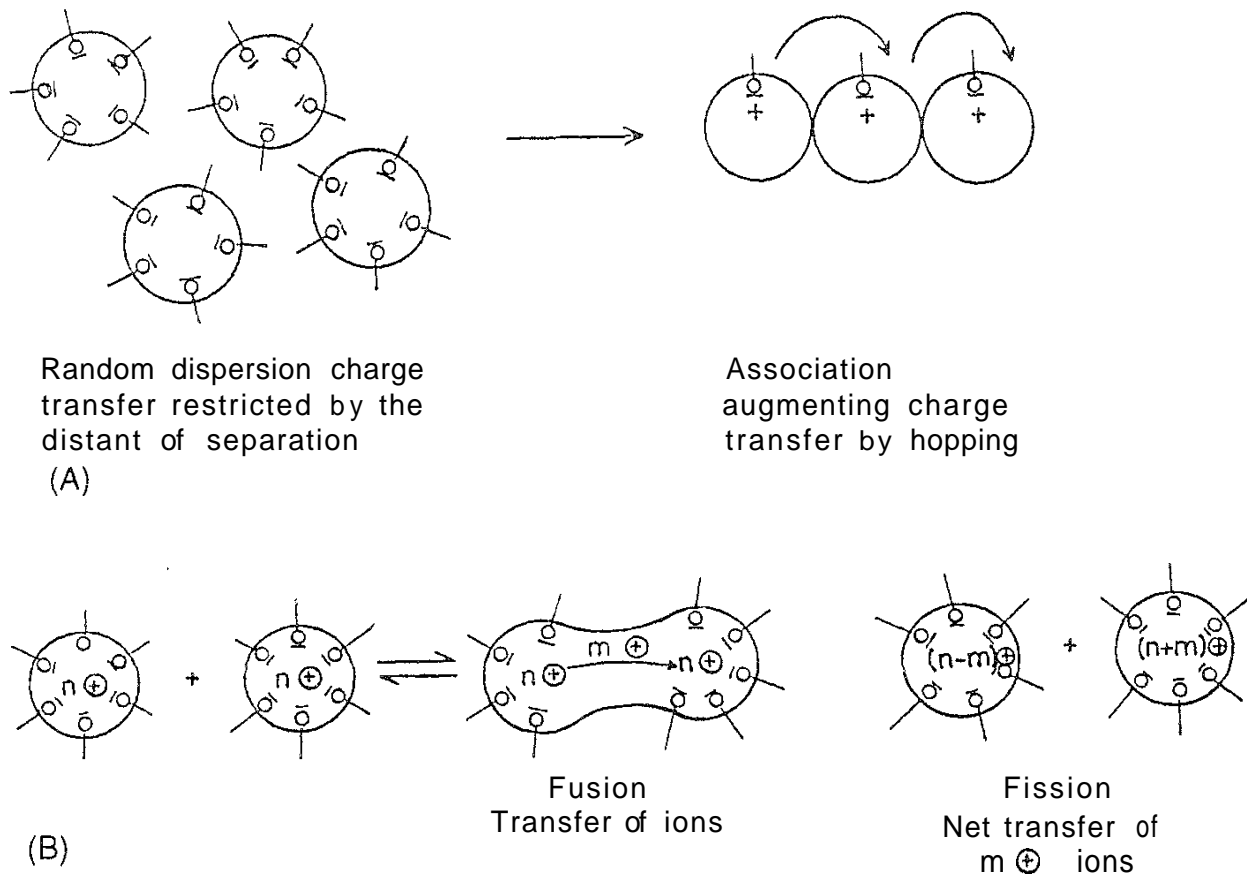 + + +
Random dispersion charge
transfer restricted by the
distant of separation
Association
augmenting charge
transfer by hopping
(A)
n ⊕ + n ⊕
m ⊕
n ⊕ n ⊕
(n-m) ⊕ + (n+m) ⊕
Fusion
Transfer of ions
Fission
Net transfer of
m ⊕ ions
(B)